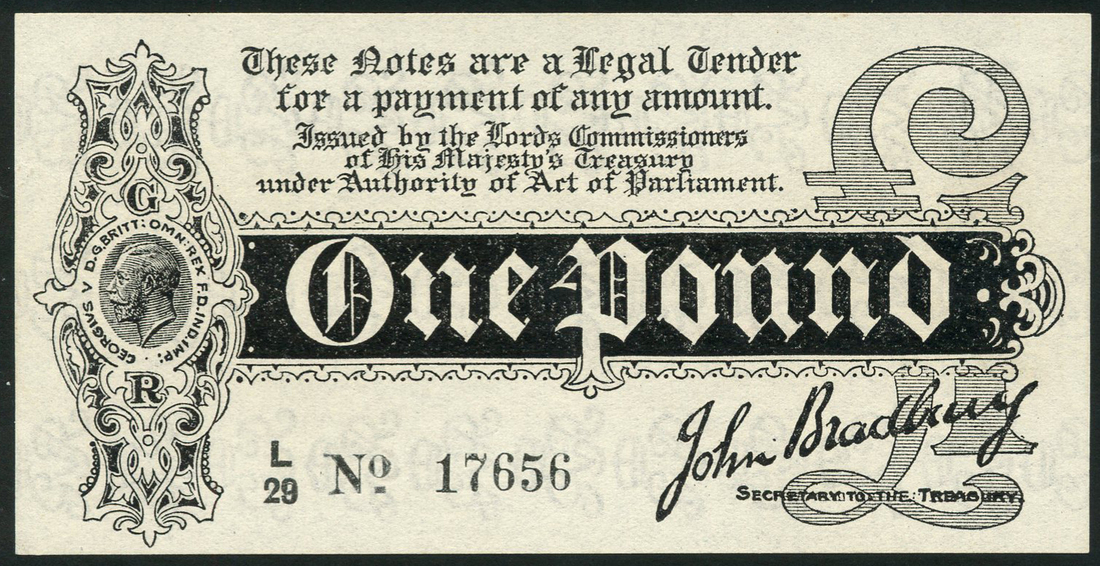 These Notes are a Legal Tender
for a payment of any amount.
Issued by the Lords Commissioners
of His Majesty's Treasury
under Authority of Act of Parliament.
£1
G
GEORGIVS V D.G.BRITT: OMN:REX F.D.IND.IMP:
R
One Pound
John Bradbury
SECRETARY TO THE TREASURY.
L
29
No. 17656